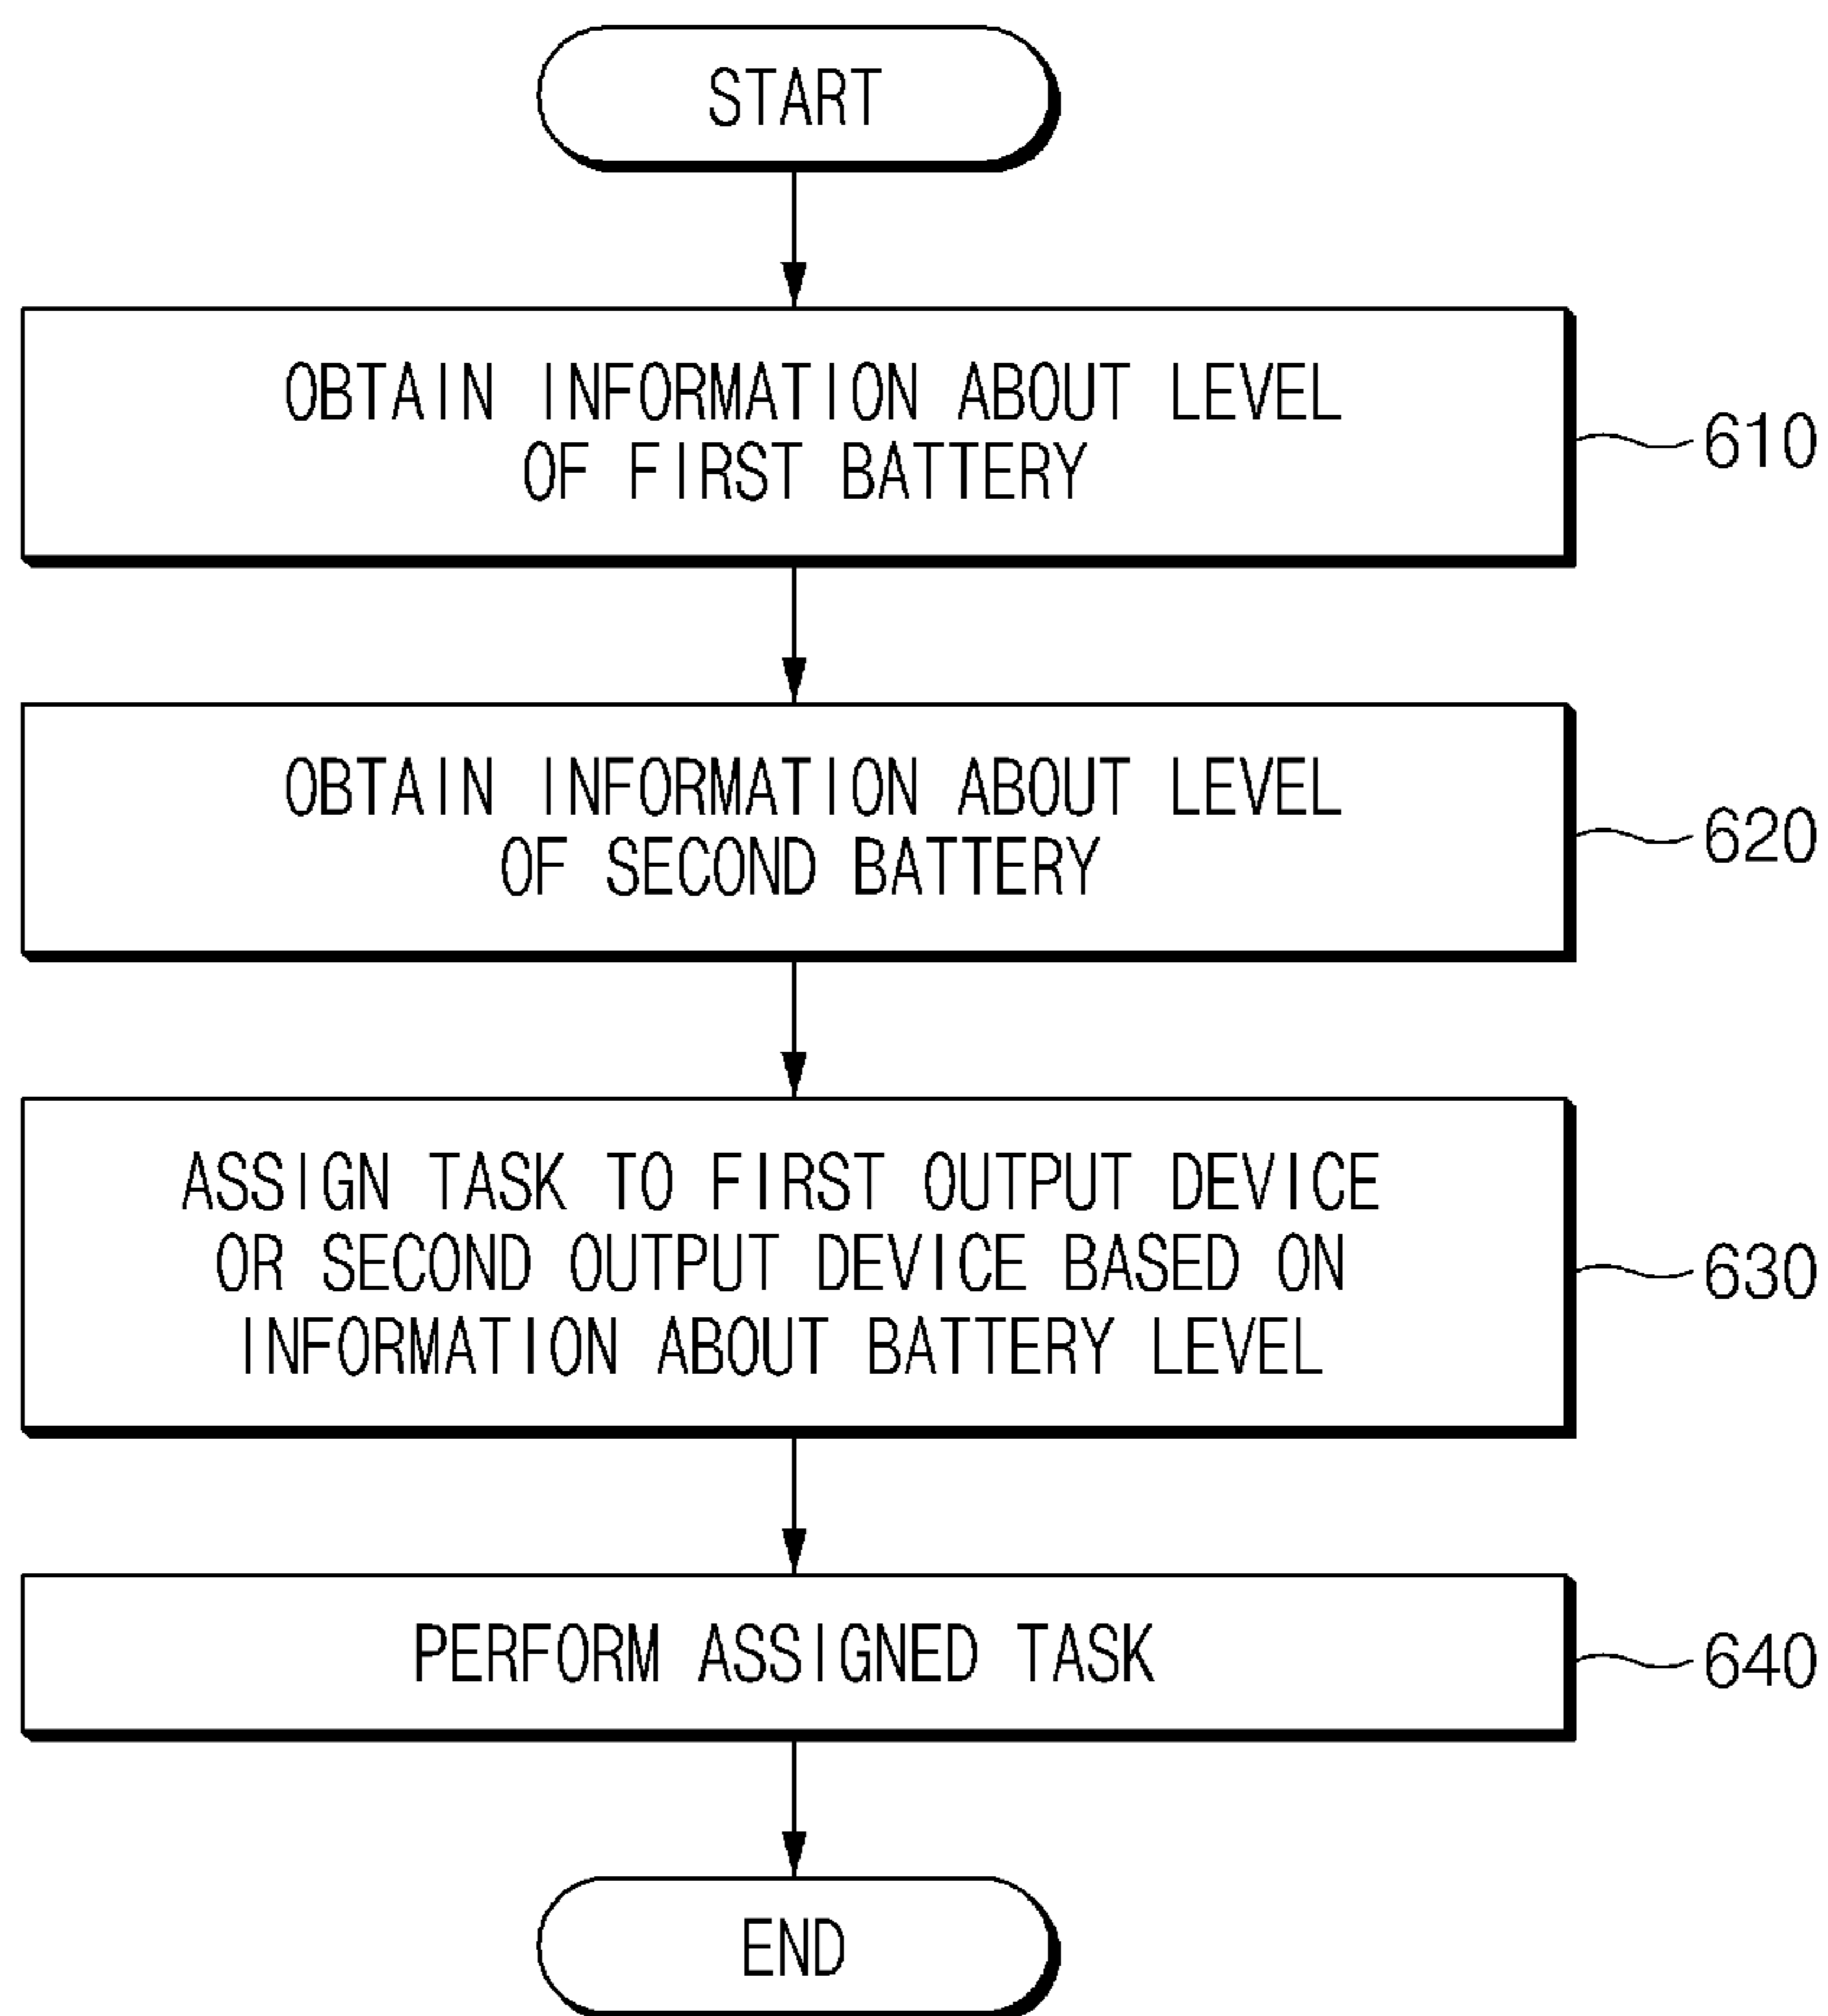 START
OBTAIN INFORMATION ABOUT LEVEL
OF FIRST BATTERY
610
OBTAIN INFORMATION ABOUT LEVEL
OF SECOND BATTERY
620
ASSIGN TASK TO FIRST OUTPUT DEVICE
OR SECOND OUTPUT DEVICE BASED ON
INFORMATION ABOUT BATTERY LEVEL
630
PERFORM ASSIGNED TASK
640
END